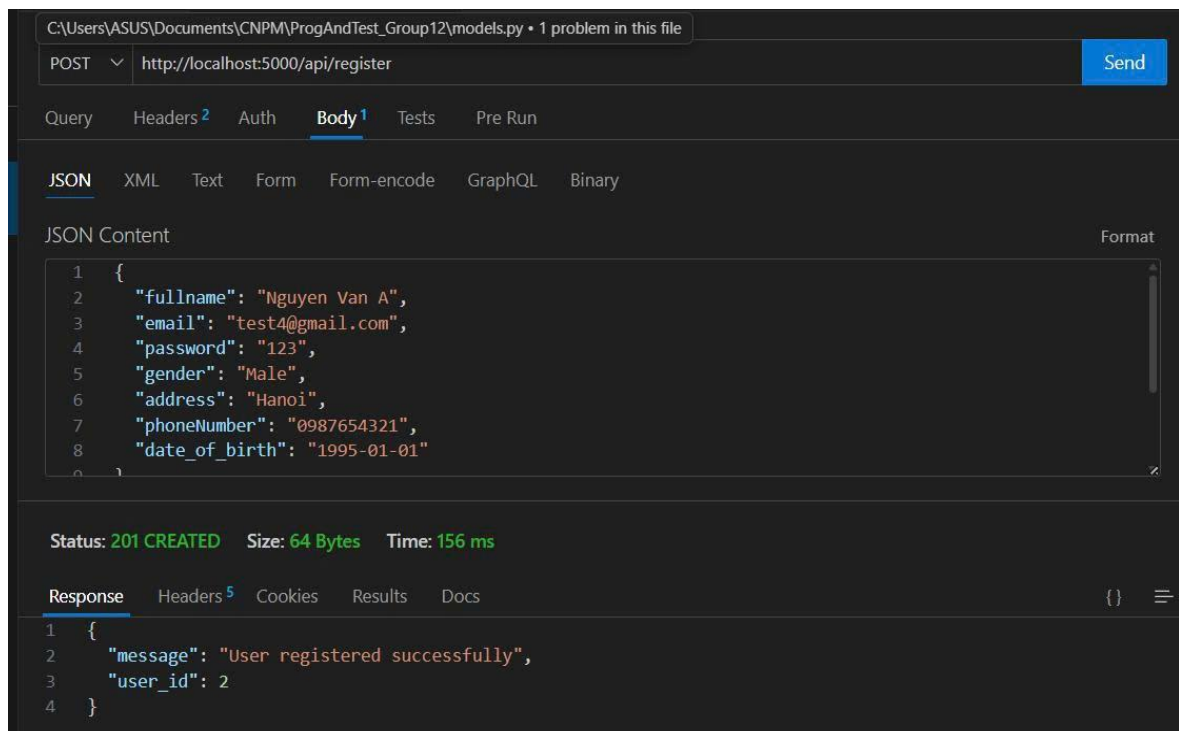 C:\Users\ASUS\Documents\CNPM\ProgAndTest_Group12\models.py • 1 problem in this file
POST http://localhost:5000/api/register Send
Query Headers 2 Auth Body 1 Tests Pre Run
JSON XML Text Form Form-encode GraphQL Binary
JSON Content Format
1 {
2 "fullname": "Nguyen Van A",
3 "email": "test4@gmail.com",
4 "password": "123",
5 "gender": "Male",
6 "address": "Hanoi",
7 "phoneNumber": "0987654321",
8 "date_of_birth": "1995-01-01"
9 }
Status: 201 CREATED Size: 64 Bytes Time: 156 ms
Response Headers 5 Cookies Results Docs {}
1 {
2 "message": "User registered successfully",
3 "user_id": 2
4 }